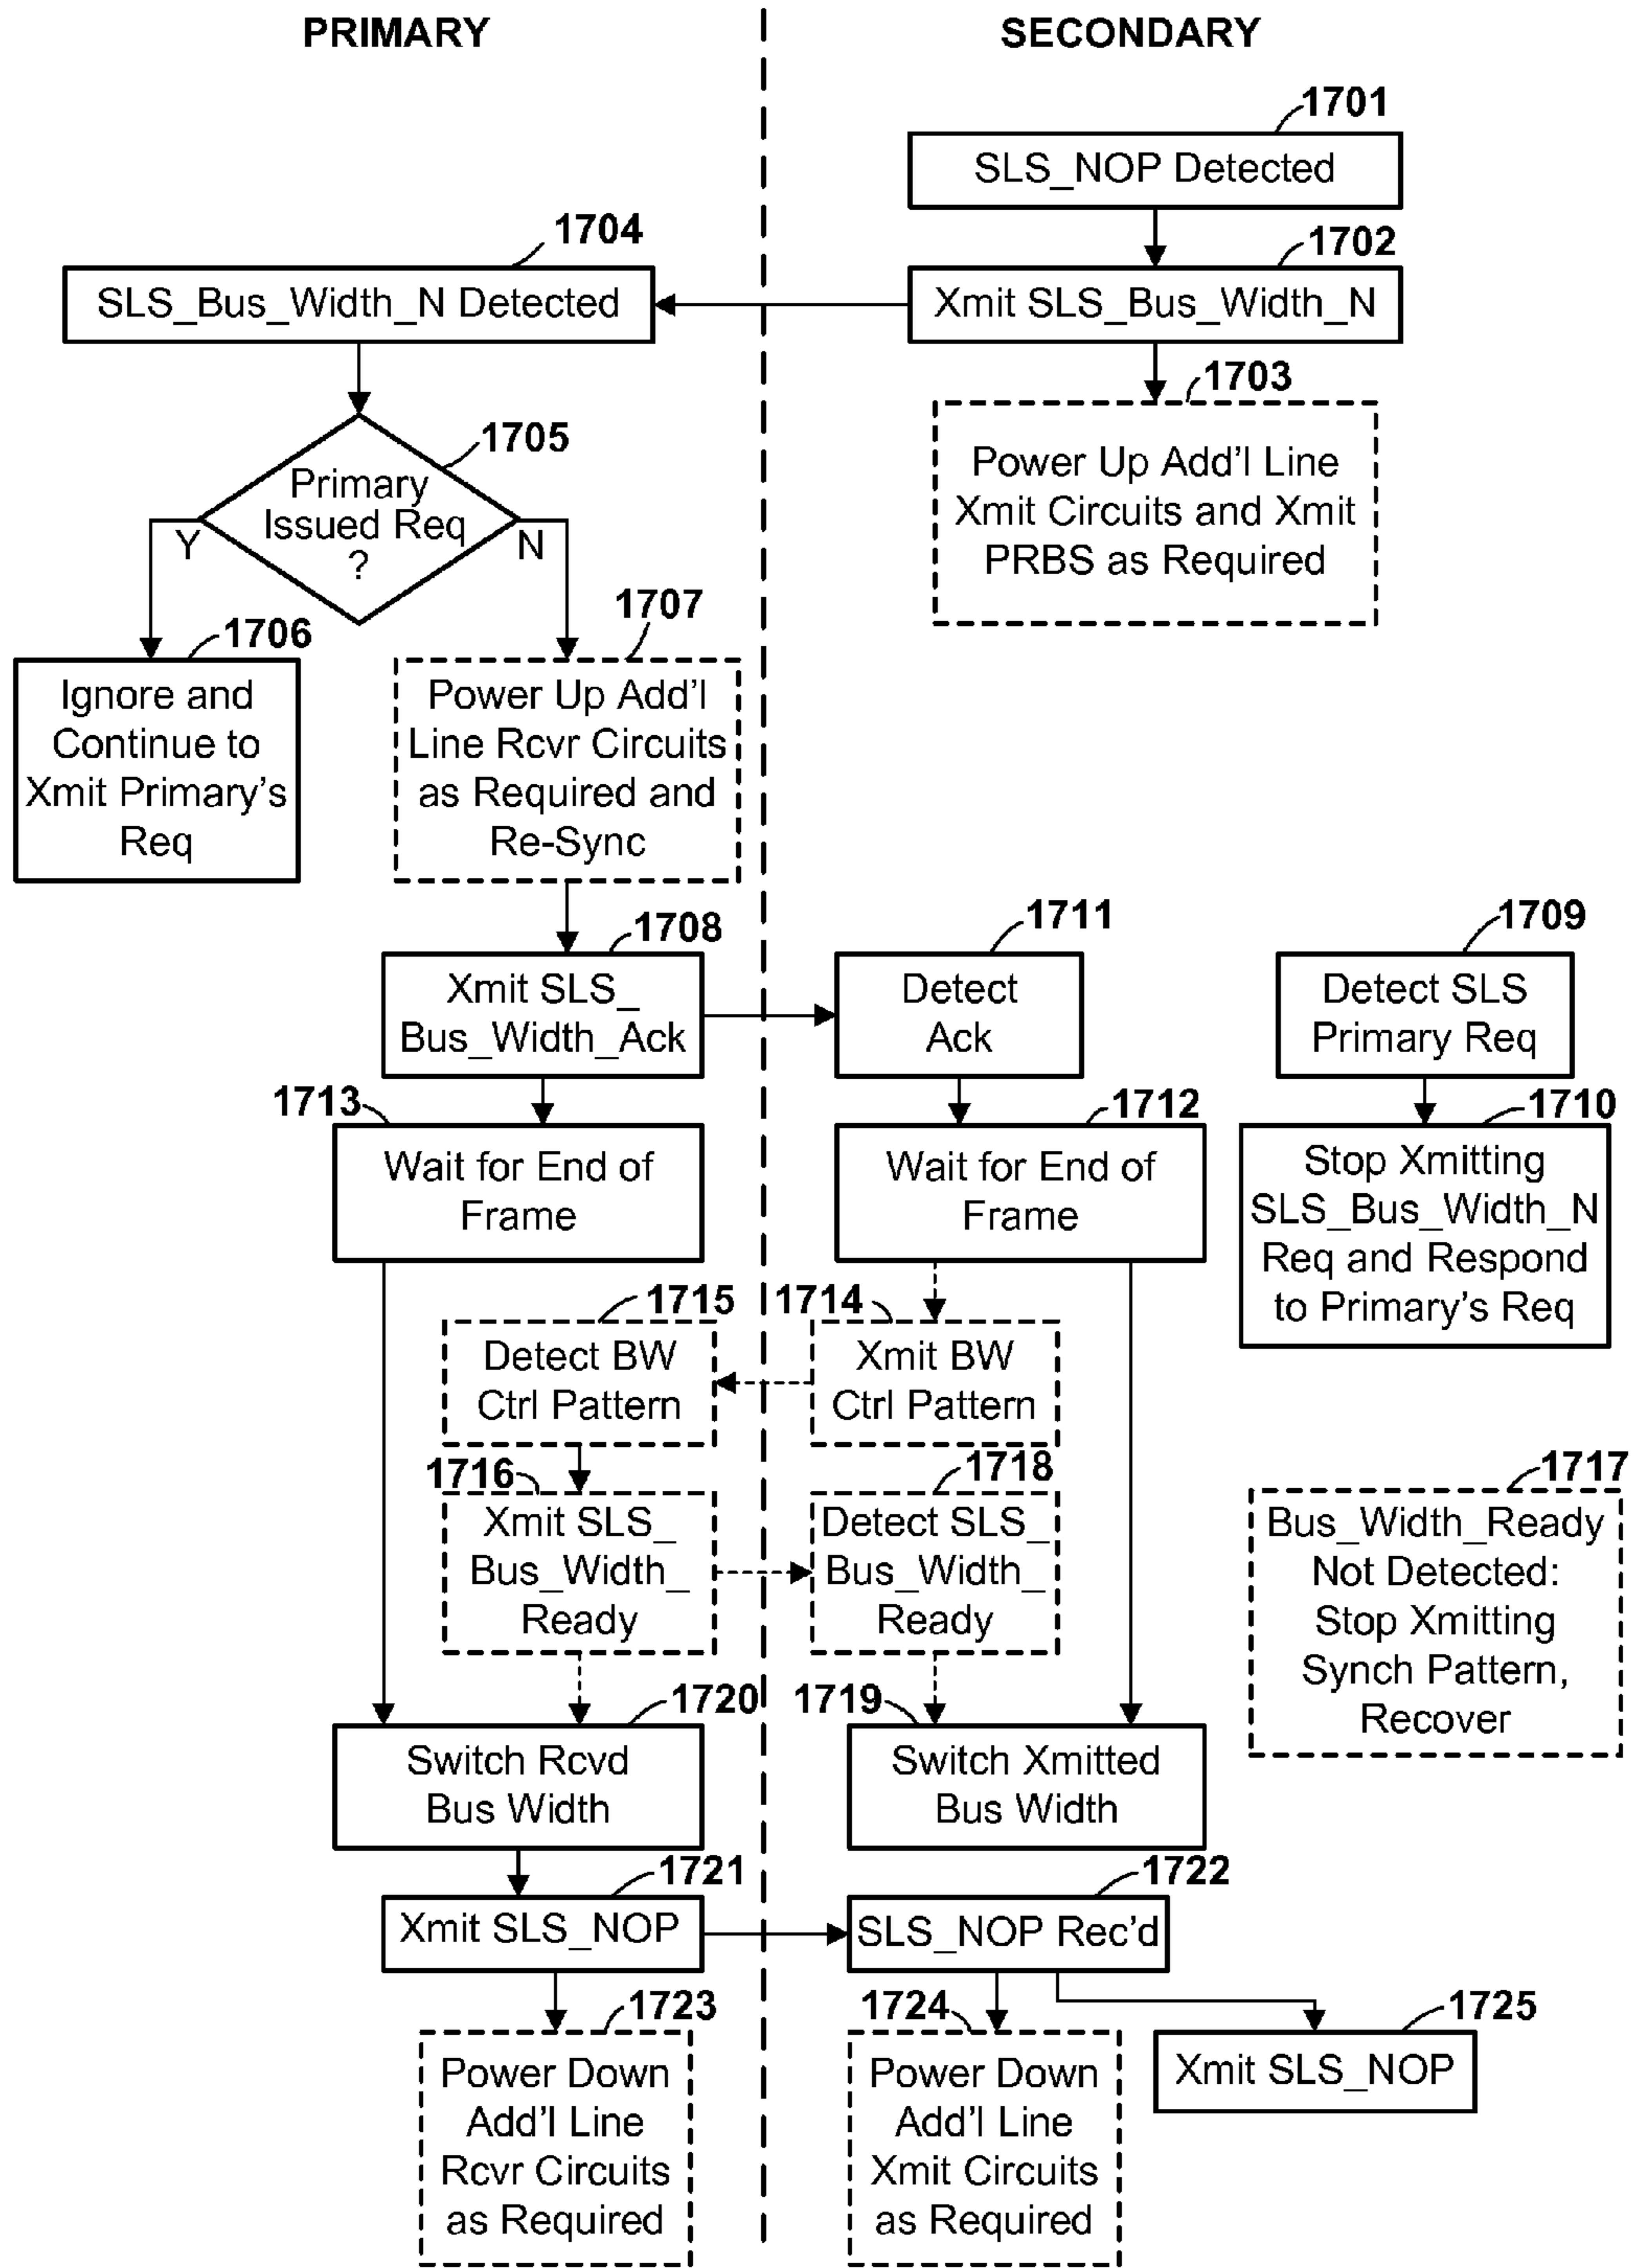 PRIMARY
SECONDARY
1701
SLS_NOP Detected
1702
Xmit SLS_Bus_Width_N
1703
Power Up Add'l Line
Xmit Circuits and Xmit
PRBS as Required
1704
SLS_Bus_Width_N Detected
1705
Primary
Issued Req
?
Y
N
1706
Ignore and
Continue to
Xmit Primary's
Req
1707
Power Up Add'l
Line Rcvr Circuits
as Required and
Re-Sync
1708
Xmit SLS_
Bus_Width_Ack
1711
Detect
Ack
1709
Detect SLS
Primary Req
1713
Wait for End of
Frame
1712
Wait for End of
Frame
1710
Stop Xmitting
SLS_Bus_Width_N
Req and Respond
to Primary's Req
1715
Detect BW
Ctrl Pattern
1714
Xmit BW
Ctrl Pattern
1716
Xmit SLS_
Bus_Width_
Ready
1718
Detect SLS_
Bus_Width_
Ready
1717
Bus_Width_Ready
Not Detected:
Stop Xmitting
Synch Pattern,
Recover
1720
Switch Rcvd
Bus Width
1719
Switch Xmitted
Bus Width
1721
Xmit SLS_NOP
1722
SLS_NOP Rec'd
1723
Power Down
Add'l Line
Rcvr Circuits
as Required
1724
Power Down
Add'l Line
Xmit Circuits
as Required
1725
Xmit SLS_NOP